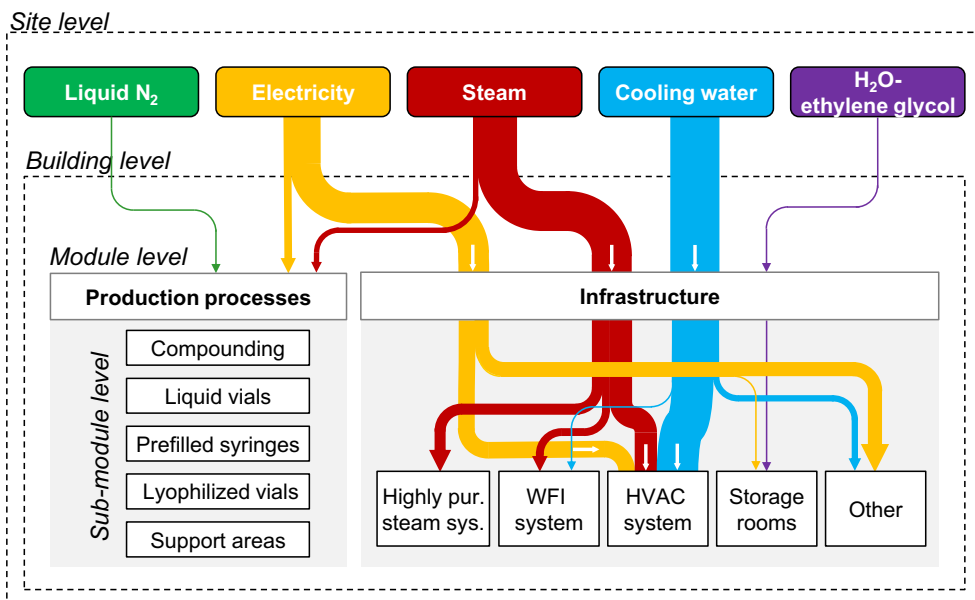 Site level
Liquid N₂
Electricity
Steam
Cooling water
H₂O-
ethylene glycol
Building level
Module level
Production processes
Infrastructure
Sub-module level
Compounding
Liquid vials
Prefilled syringes
Lyophilized vials
Support areas
Highly pur.
steam sys.
WFI
system
HVAC
system
Storage
rooms
Other